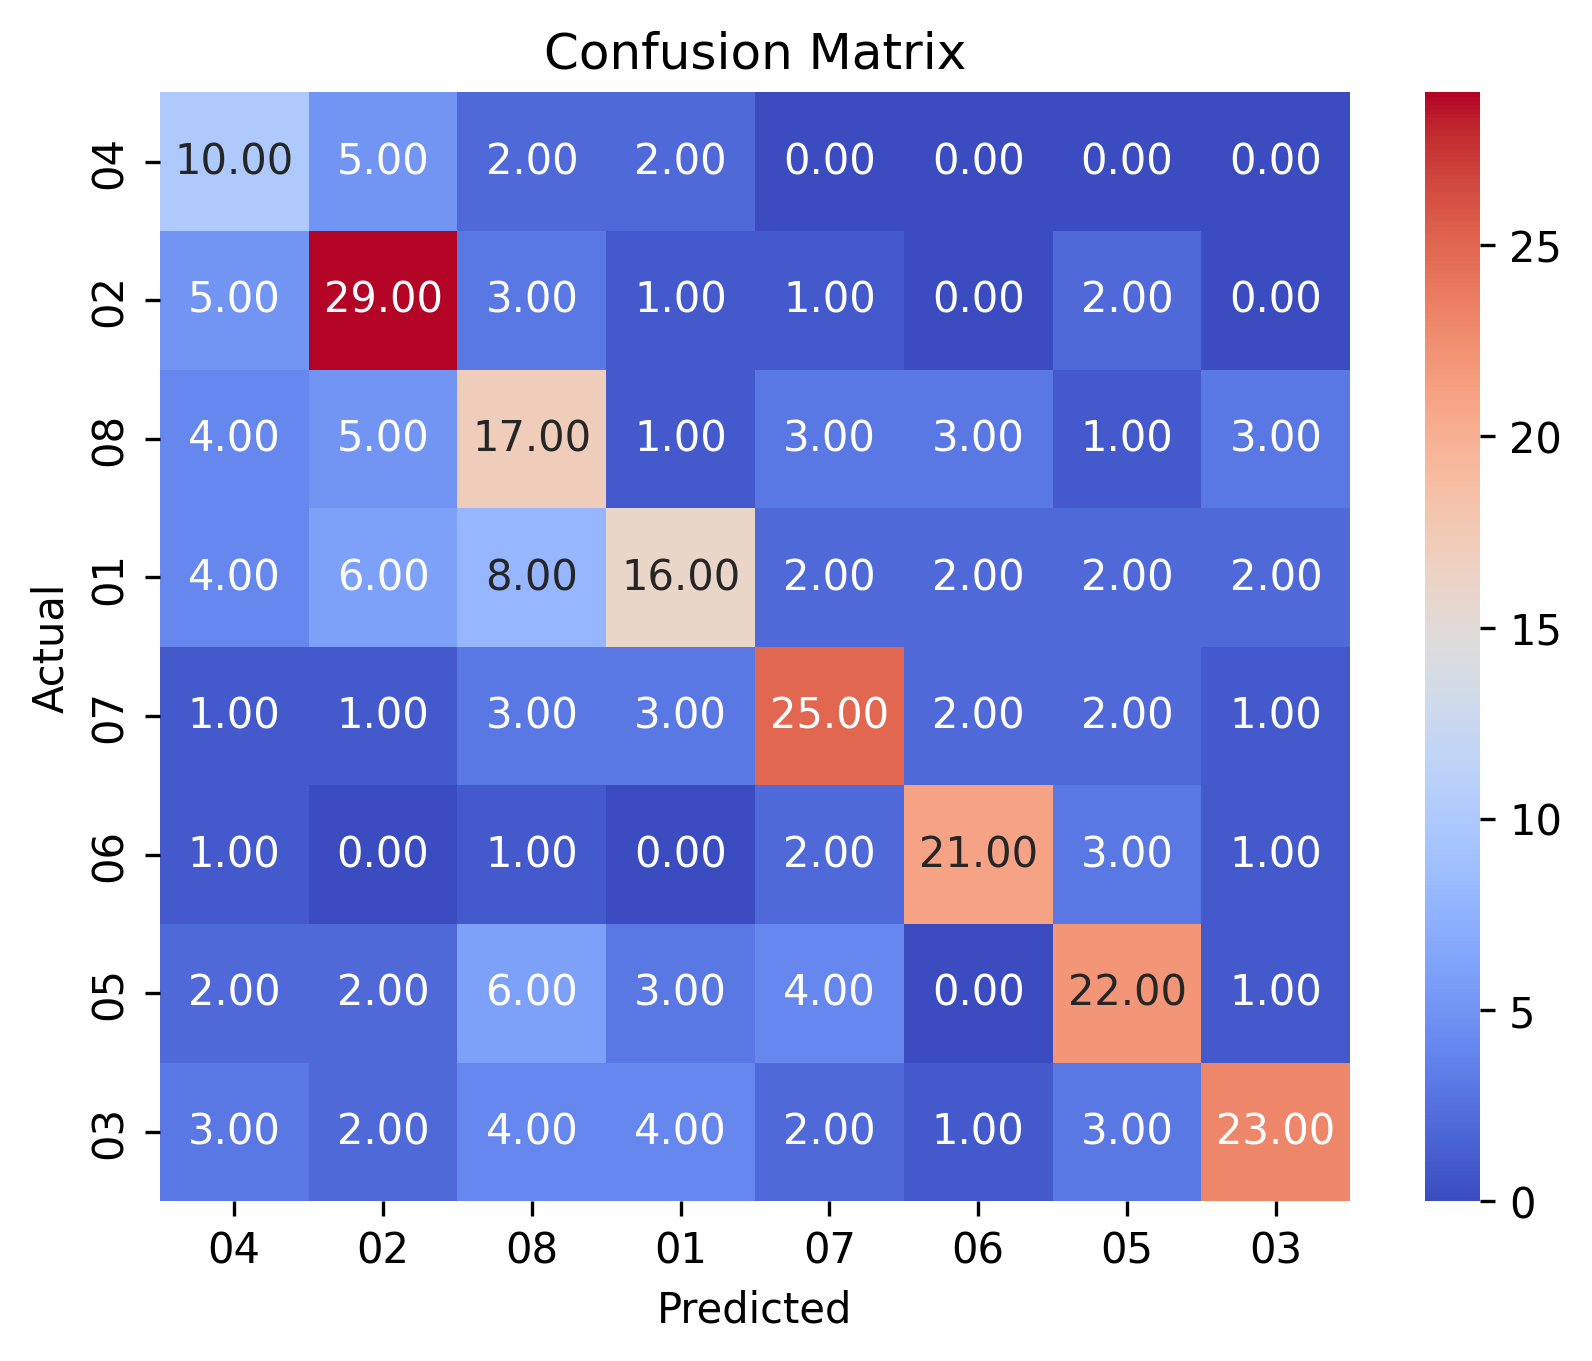 Confusion Matrix
04 10.00 5.00 2.00 2.00 0.00 0.00 0.00 0.00
02 5.00 29.00 3.00 1.00 1.00 0.00 2.00 0.00
08 4.00 5.00 17.00 1.00 3.00 3.00 1.00 3.00
01 4.00 6.00 8.00 16.00 2.00 2.00 2.00 2.00
07 1.00 1.00 3.00 3.00 25.00 2.00 2.00 1.00
06 1.00 0.00 1.00 0.00 2.00 21.00 3.00 1.00
05 2.00 2.00 6.00 3.00 4.00 0.00 22.00 1.00
03 3.00 2.00 4.00 4.00 2.00 1.00 3.00 23.00
04 02 08 01 07 06 05 03
Predicted
Actual
25
20
15
10
5
0